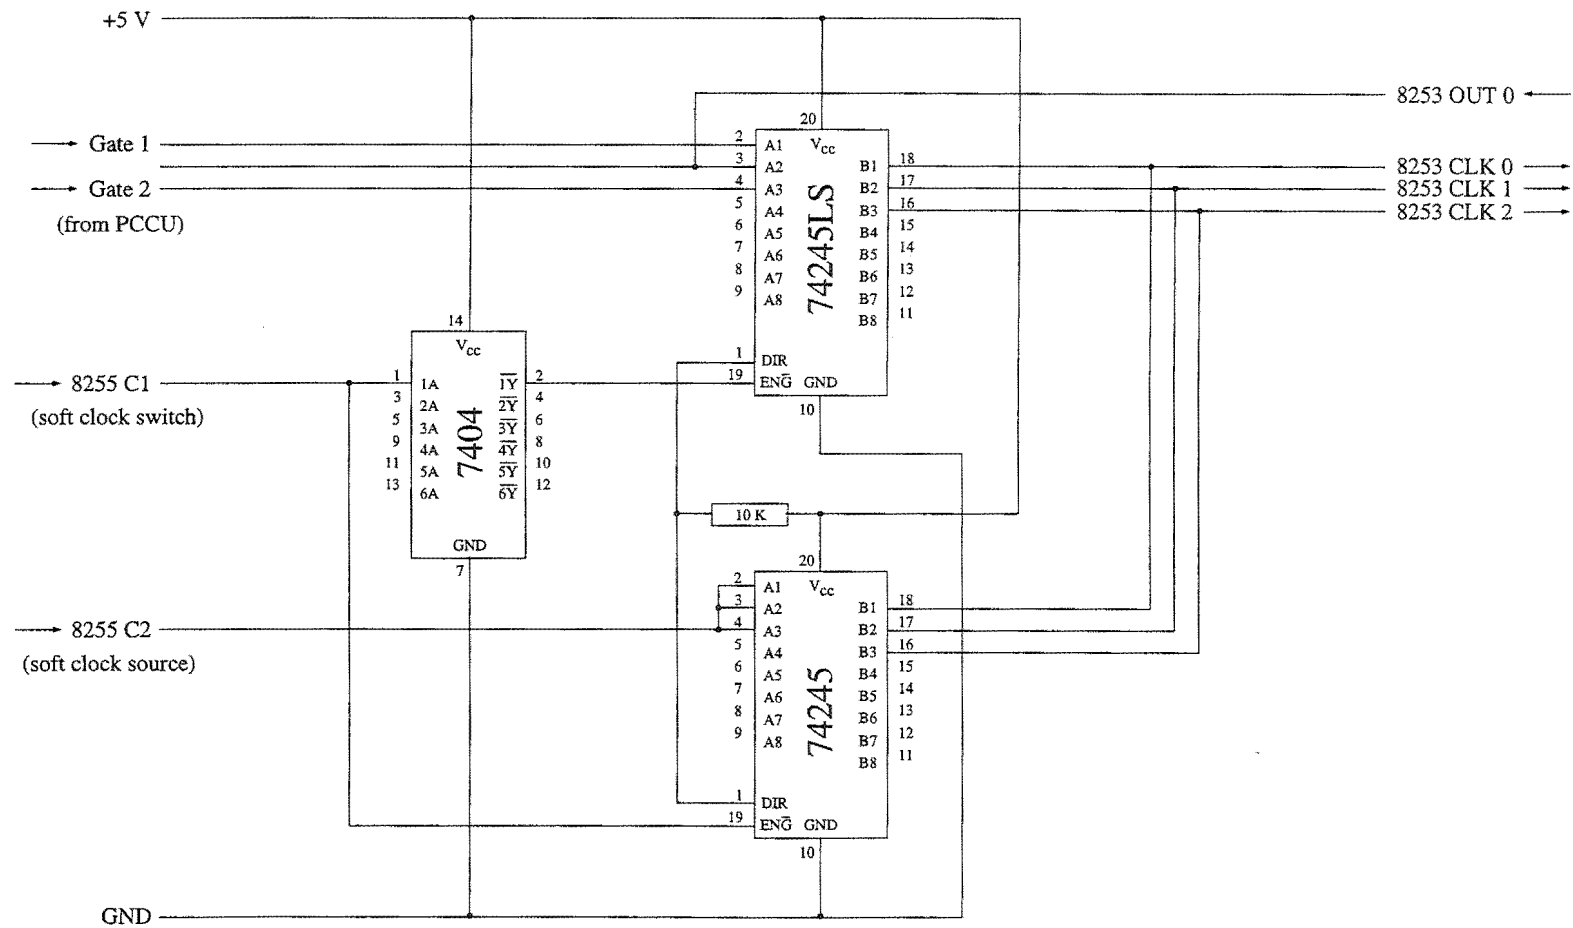 +5 V
8253 OUT 0
Gate 1
Gate 2
(from PCCU)
20
VCC
2 A1
3 A2
4 A3
5 A4
6 A5
7 A6
8 A7
9 A8
74245LS
B1 18
B2 17
B3 16
B4 15
B5 14
B6 13
B7 12
B8 11
1 DIR
19 ENG̅ GND
10
8253 CLK 0
8253 CLK 1
8253 CLK 2
8255 C1
(soft clock switch)
14
VCC
1 1A
3 2A
5 3A
9 4A
11 5A
13 6A
7404
1Y̅ 2
2Y̅ 4
3Y̅ 6
4Y̅ 8
5Y̅ 10
6Y̅ 12
GND
7
10 K
8255 C2
(soft clock source)
20
VCC
2 A1
3 A2
4 A3
5 A4
6 A5
7 A6
8 A7
9 A8
74245
B1 18
B2 17
B3 16
B4 15
B5 14
B6 13
B7 12
B8 11
1 DIR
19 ENG̅ GND
10
GND